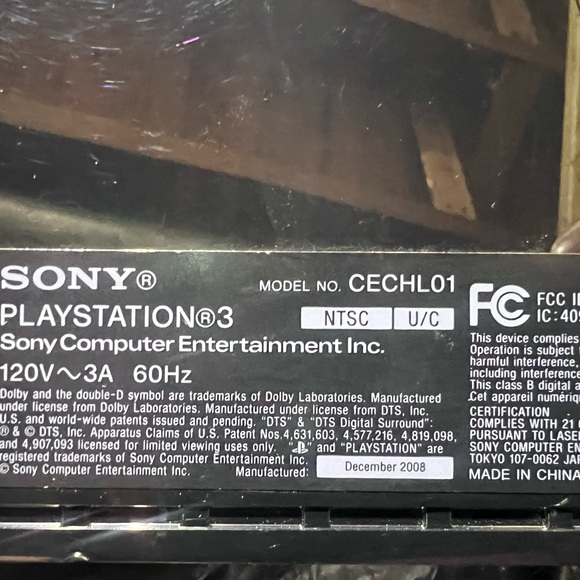 SONY®
MODEL NO. CECHL01
PLAYSTATION®3
NTSC U/C
Sony Computer Entertainment Inc.
120V～3A 60Hz
Dolby and the double-D symbol are trademarks of Dolby Laboratories. Manufactured
under license from Dolby Laboratories. Manufactured under license from DTS, Inc.
U.S. and world-wide patents issued and pending. "DTS" & "DTS Digital Surround":
® & © DTS, Inc. Apparatus Claims of U.S. Patent Nos.4,631,603, 4,577,216, 4,819,098,
and 4,907,093 licensed for limited viewing uses only. " " and "PLAYSTATION" are
registered trademarks of Sony Computer Entertainment Inc.
© Sony Computer Entertainment Inc. Manufactured: December 2008
FC FCC
IC:409
This device complies
Operation is subject
harmful interference,
including interference
This class B digital a
Cet appareil numériq
CERTIFICATION
COMPLIES WITH 21
PURSUANT TO LASER
SONY COMPUTER EN
TOKYO 107-0062 JAP
MADE IN CHINA